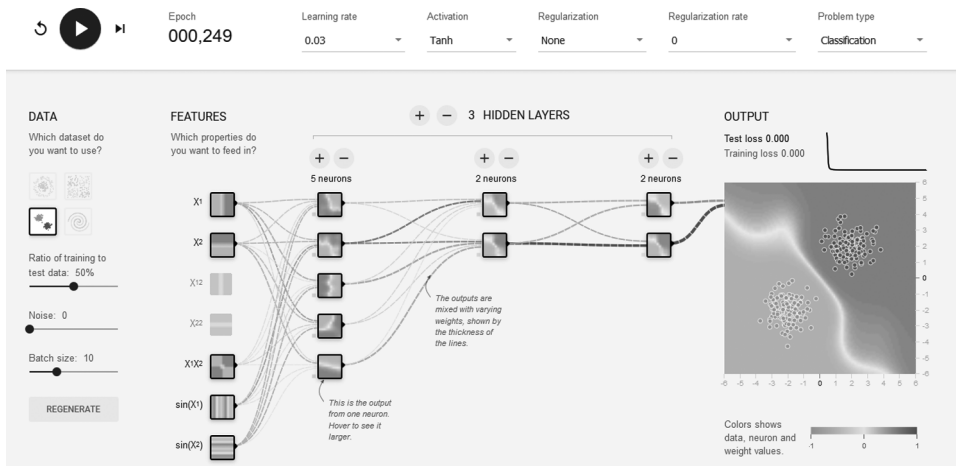 Epoch
000,249
Learning rate
0.03
Activation
Tanh
Regularization
None
Regularization rate
0
Problem type
Classification
DATA
Which dataset do
you want to use?
Ratio of training to
test data: 50%
Noise: 0
Batch size: 10
REGENERATE
FEATURES
Which properties do
you want to feed in?
X1
X2
X12
X22
X1X2
sin(X1)
sin(X2)
+ − 3 HIDDEN LAYERS
+ −
5 neurons
+ −
2 neurons
+ −
2 neurons
The outputs are
mixed with varying
weights, shown by
the thickness of
the lines.
This is the output
from one neuron.
Hover to see it
larger.
OUTPUT
Test loss 0.000
Training loss 0.000
6
5
4
3
2
1
0
-1
-2
-3
-4
-5
-6
-6 -5 -4 -3 -2 -1 0 1 2 3 4 5 6
Colors shows
data, neuron and
weight values.
-1 0 1